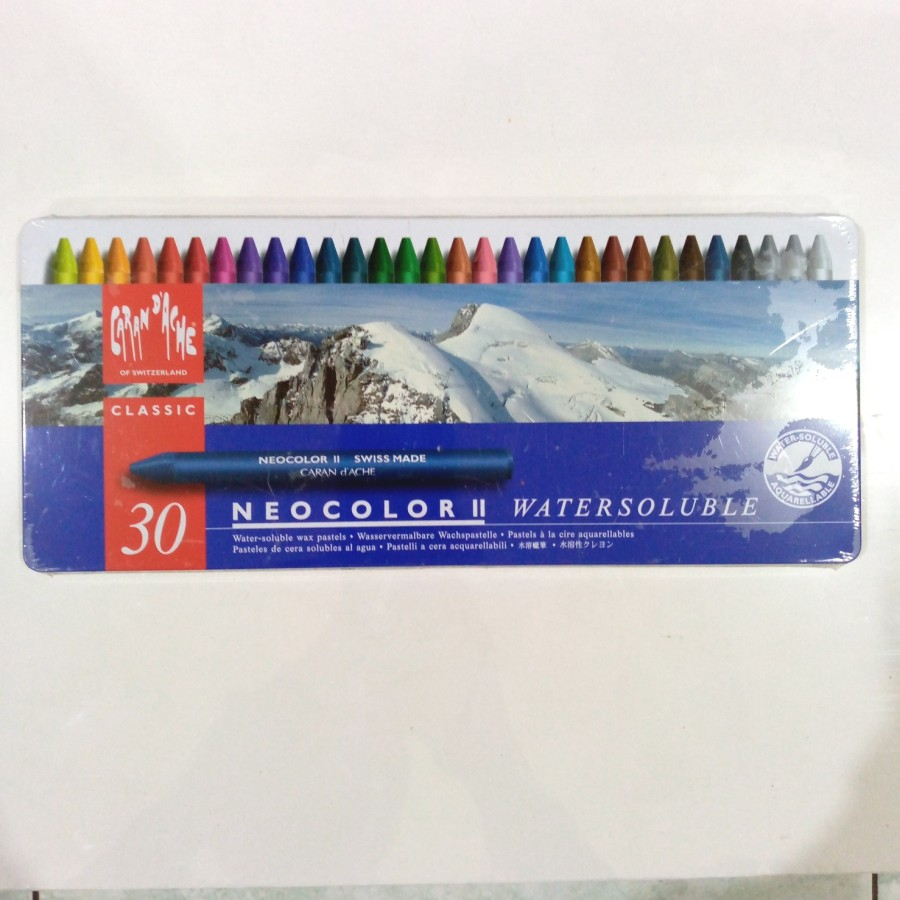 CARAN D'ACHE
OF SWITZERLAND
CLASSIC
NEOCOLOR II SWISS MADE
CARAN d'ACHE
30
NEOCOLOR II WATERSOLUBLE
Water-soluble wax pastels • Wasservermalbare Wachspastelle • Pastels à la cire aquarellables
Pasteles de cera solubles al agua • Pastelli a cera acquarellabili • 水溶蠟筆 • 水溶性クレヨン
WATER-SOLUBLE
AQUARELLABLE